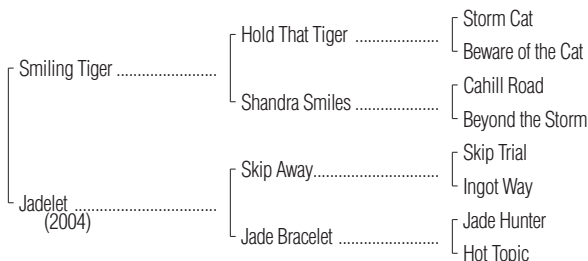 Storm Cat
Hold That Tiger ....................
Beware of the Cat
Smiling Tiger ........................
Cahill Road
Shandra Smiles ....................
Beyond the Storm
Skip Trial
Skip Away..............................
Ingot Way
Jadelet ..................................
(2004)
Jade Hunter
Jade Bracelet ........................
Hot Topic